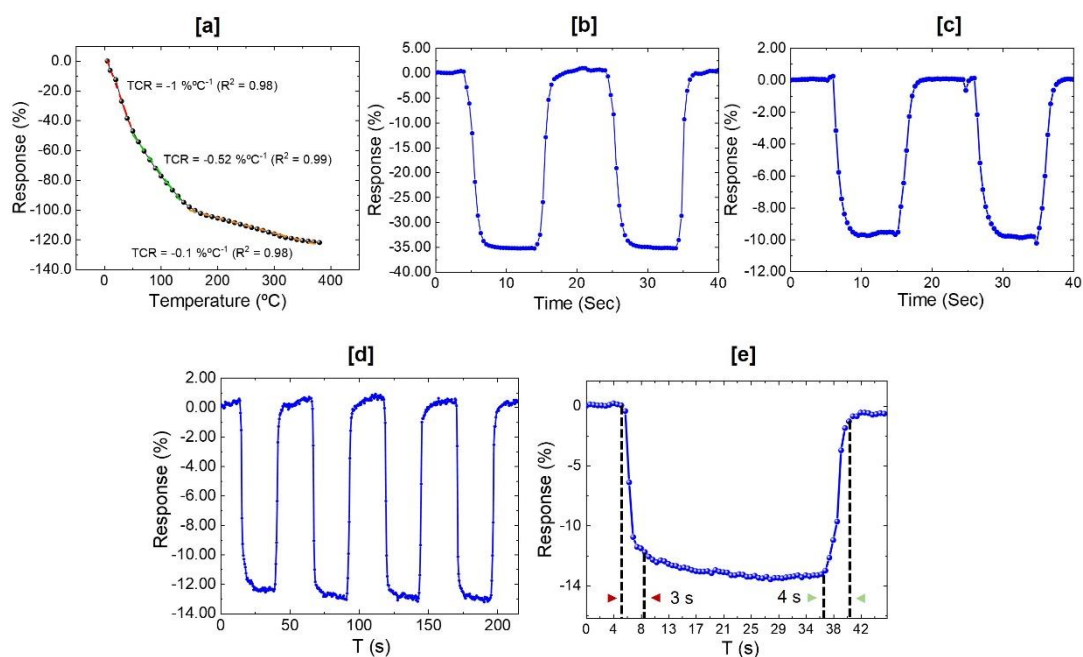 [a]
0.0
-20.0
-40.0
-60.0
-80.0
-100.0
-120.0
-140.0
Response (%)
TCR = -1 %ºC⁻¹ (R² = 0.98)
TCR = -0.52 %ºC⁻¹ (R² = 0.99)
TCR = -0.1 %ºC⁻¹ (R² = 0.98)
0 100 200 300 400
Temperature (ºC)
[b]
5.00
0.00
-5.00
-10.00
-15.00
-20.00
-25.00
-30.00
-35.00
-40.00
Response (%)
0 10 20 30 40
Time (Sec)
[c]
2.00
0.00
-2.00
-4.00
-6.00
-8.00
-10.00
-12.00
Response (%)
0 10 20 30 40
Time (Sec)
[d]
2.00
0.00
-2.00
-4.00
-6.00
-8.00
-10.00
-12.00
-14.00
Response (%)
0 50 100 150 200
T (s)
[e]
0
-5
-10
-14
Response (%)
3 s
4 s
0 4 8 13 17 21 25 29 34 38 42
T (s)